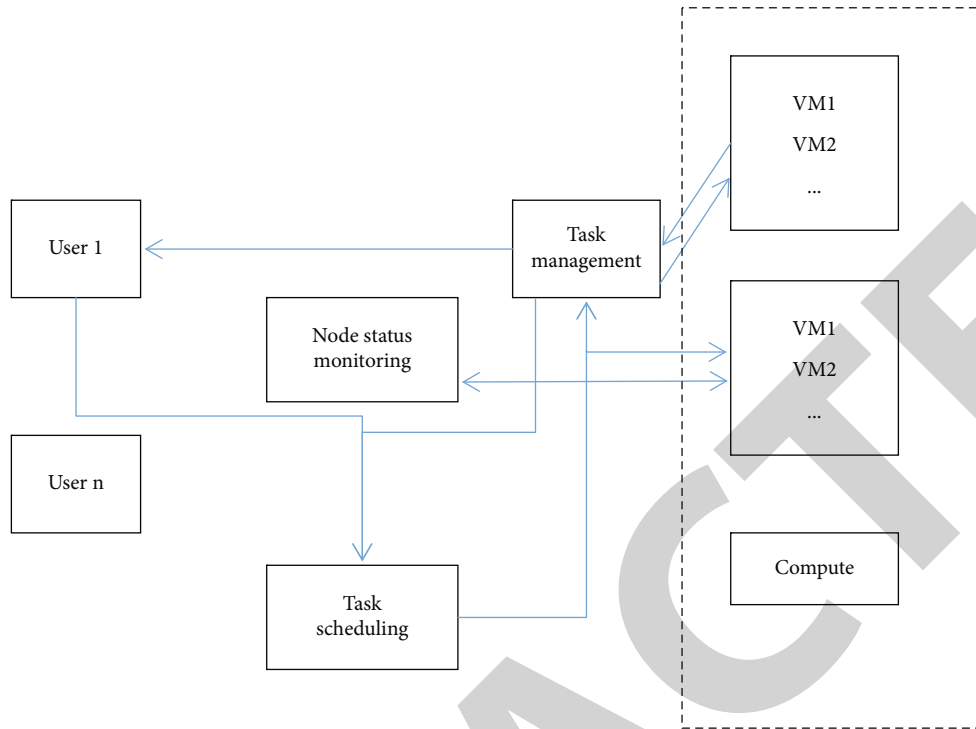 VM1
VM2
...
User 1
Task
management
Node status
monitoring
VM1
VM2
...
User n
Task
scheduling
Compute